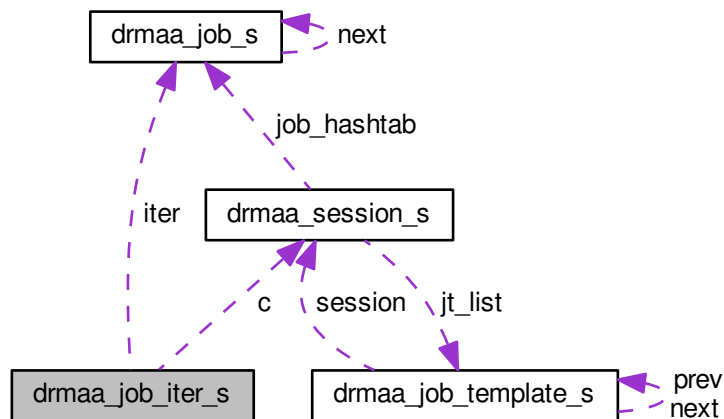 drmaa_job_s
next
job_hashtab
drmaa_session_s
iter
c
session
jt_list
drmaa_job_iter_s
drmaa_job_template_s
prev
next